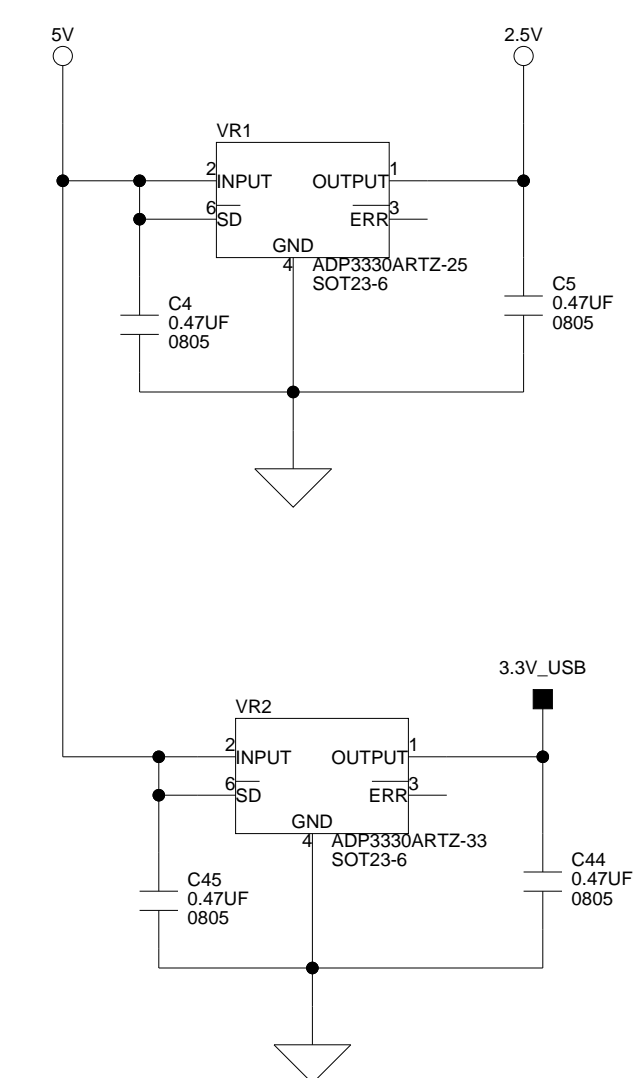 5V
2.5V
VR1
2
INPUT
OUTPUT
1
6
SD
ERR
3
GND
4
ADP3330ARTZ-25
SOT23-6
C4
0.47UF
0805
C5
0.47UF
0805
3.3V_USB
VR2
2
INPUT
OUTPUT
1
6
SD
ERR
3
GND
4
ADP3330ARTZ-33
SOT23-6
C45
0.47UF
0805
C44
0.47UF
0805